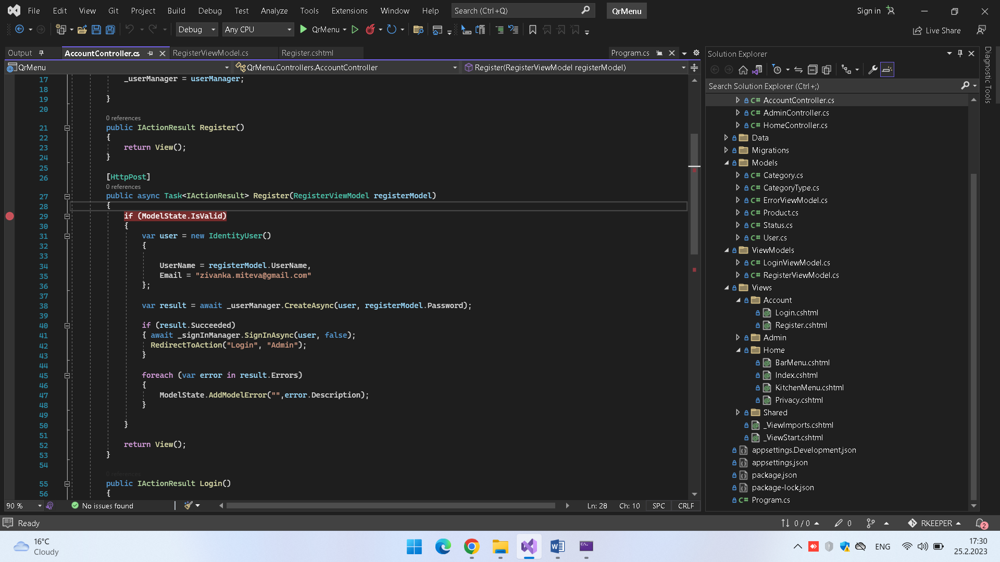 File Edit View Git Project Build Debug Test Analyze Tools Extensions Window Help Search (Ctrl+Q) QrMenu Sign in
Debug Any CPU QrMenu Live Share
Output AccountController.cs RegisterViewModel.cs Register.cshtml Program.cs
QrMenu QrMenu.Controllers.AccountController Register(RegisterViewModel registerModel)
17 _userManager = userManager;
18
19 }
20
0 references
21 public IActionResult Register()
22 {
23 return View();
24 }
25
26 [HttpPost]
0 references
27 public async Task<IActionResult> Register(RegisterViewModel registerModel)
28 {
29 if (ModelState.IsValid)
30 {
31 var user = new IdentityUser()
32 {
33
34 UserName = registerModel.UserName,
35 Email = "zivanka.miteva@gmail.com"
36 };
37
38 var result = await _userManager.CreateAsync(user, registerModel.Password);
39
40 if (result.Succeeded)
41 { await _signInManager.SignInAsync(user, false);
42 RedirectToAction("Login", "Admin");
43 }
44
45 foreach (var error in result.Errors)
46 {
47 ModelState.AddModelError("",error.Description);
48 }
49
50 }
51
52 return View();
53 }
54
0 references
55 public IActionResult Login()
56 {
90 % No issues found Ln: 28 Ch: 10 SPC CRLF
Solution Explorer
Search Solution Explorer (Ctrl+;)
C# AccountController.cs
C# AdminController.cs
C# HomeController.cs
Data
Migrations
Models
C# Category.cs
C# CategoryType.cs
C# ErrorViewModel.cs
C# Product.cs
C# Status.cs
C# User.cs
ViewModels
C# LoginViewModel.cs
C# RegisterViewModel.cs
Views
Account
Login.cshtml
Register.cshtml
Admin
Home
BarMenu.cshtml
Index.cshtml
KitchenMenu.cshtml
Privacy.cshtml
Shared
_ViewImports.cshtml
_ViewStart.cshtml
appsettings.Development.json
appsettings.json
package.json
package-lock.json
C# Program.cs
Diagnostic Tools
Ready 0 / 0 0 RKEEPER 2
16°C
Cloudy
ENG
17:30
25.2.2023